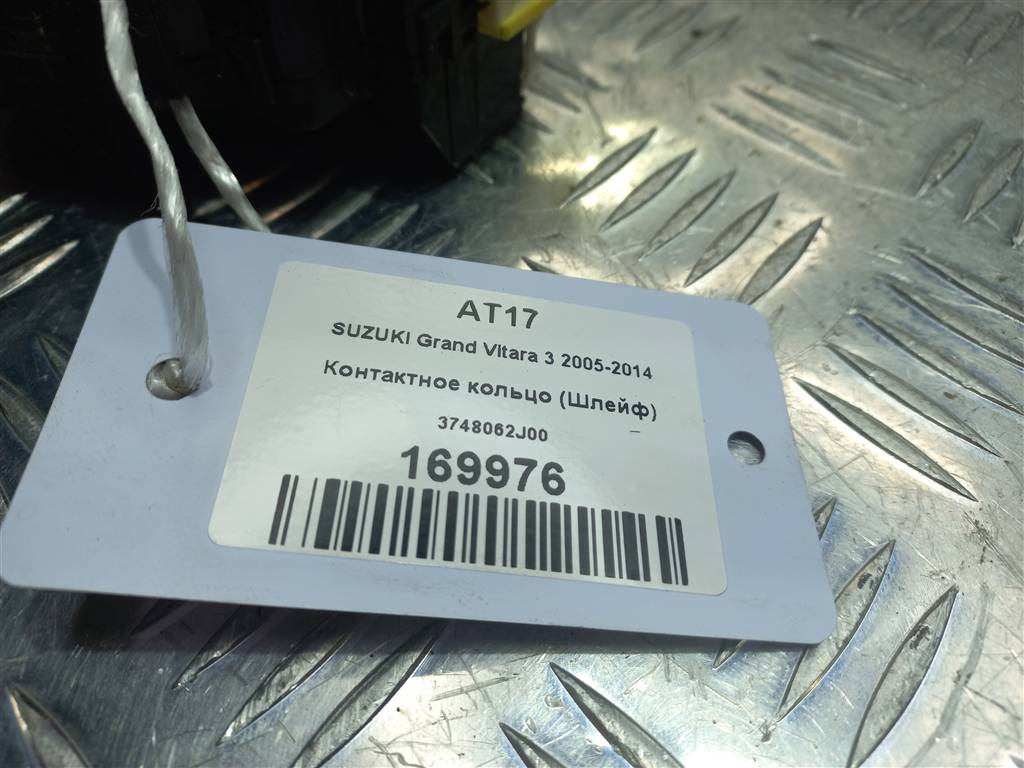 AT17
SUZUKI Grand Vitara 3 2005-2014
Контактное кольцо (Шлейф)
3748062J00
169976